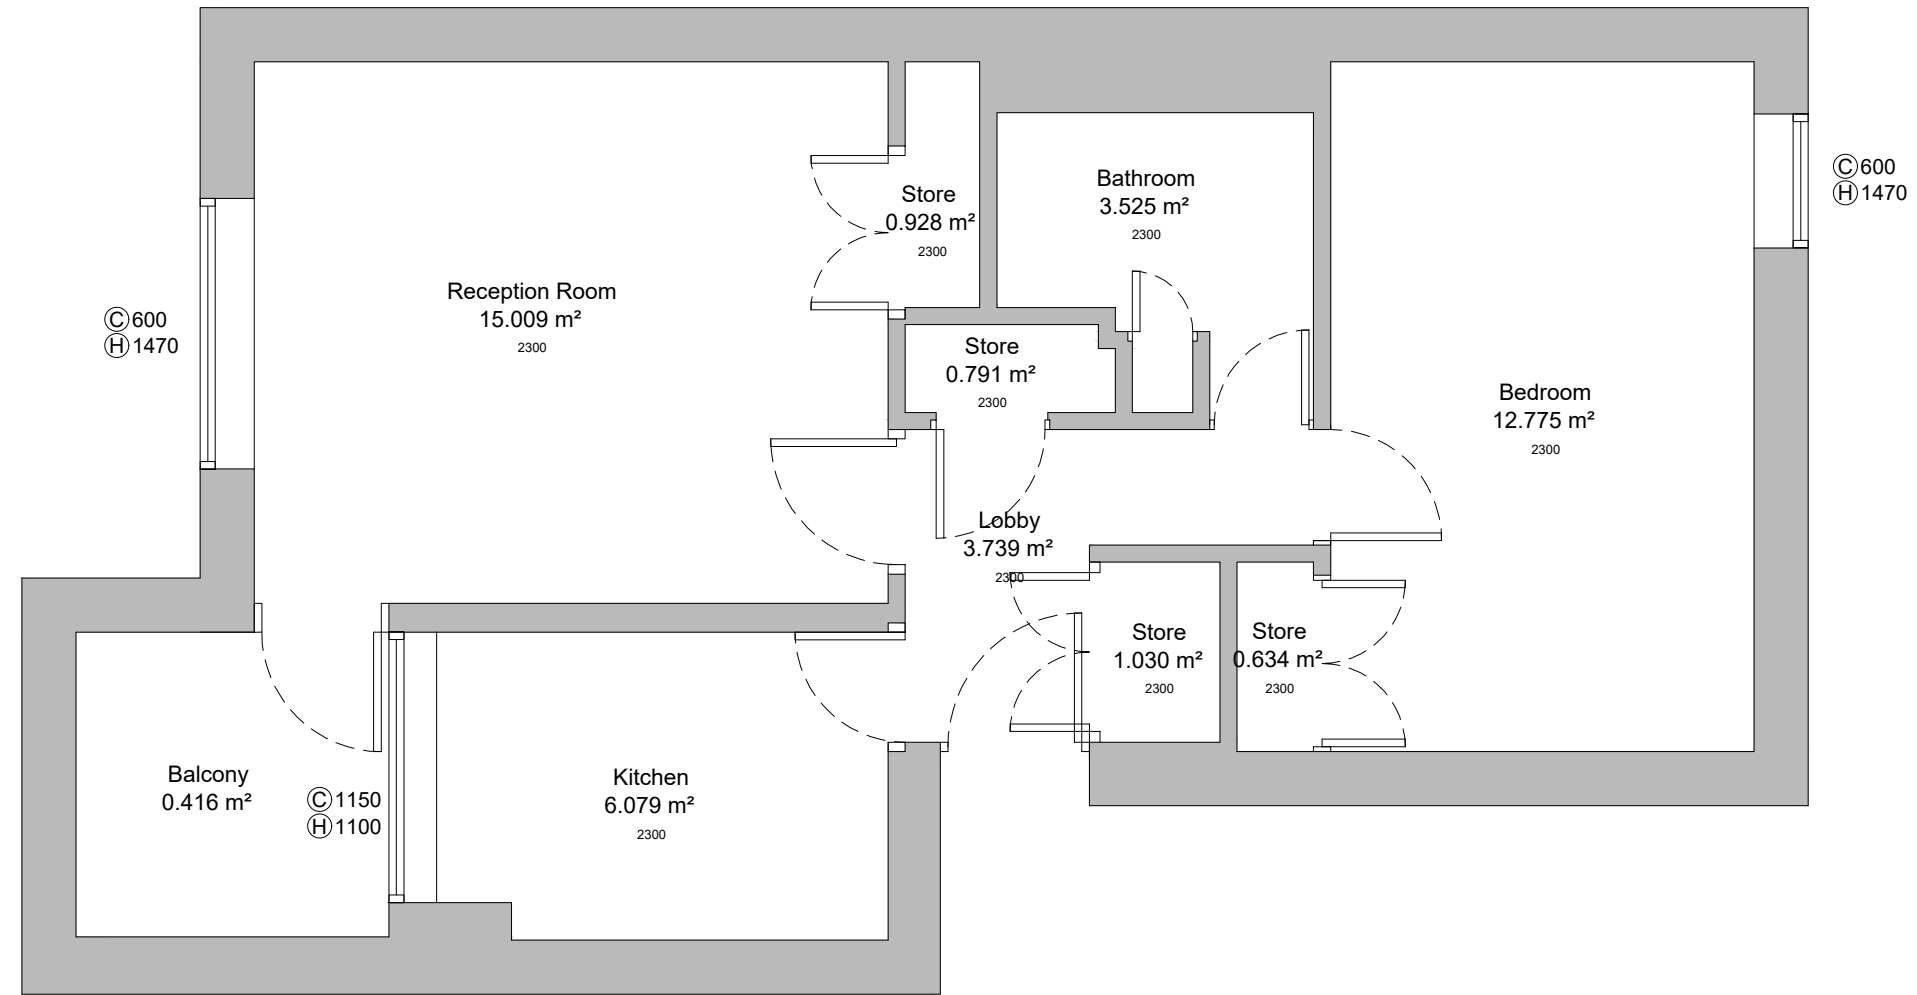 Reception Room
15.009 m²
2300
Ⓒ600
Ⓗ1470
Store
0.928 m²
2300
Bathroom
3.525 m²
2300
Ⓒ600
Ⓗ1470
Store
0.791 m²
2300
Bedroom
12.775 m²
2300
Lobby
3.739 m²
2300
Store
1.030 m²
2300
Store
0.634 m²
2300
Balcony
0.416 m²
Ⓒ1150
Ⓗ1100
Kitchen
6.079 m²
2300